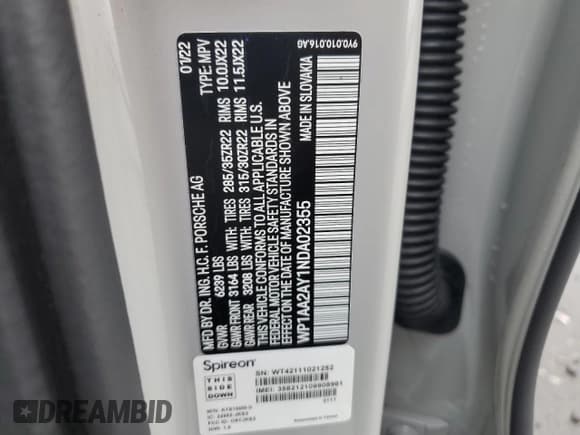 MFD BY DR. ING. H.C. F. PORSCHE AG 01/22 TYPE: MPV
GVWR 6239 LBS
GAWR FRONT 3164 LBS WITH: TIRES 285/35ZR22 RIMS 10.0JX22
GAWR REAR 3208 LBS WITH: TIRES 315/30ZR22 RIMS 11.5JX22
THIS VEHICLE CONFORMS TO ALL APPLICABLE U.S.
FEDERAL MOTOR VEHICLE SAFETY STANDARDS IN EFFECT
ON THE DATE OF MANUFACTURE SHOWN ABOVE
WP1AA2AY1NDA02355
MADE IN SLOVAKIA
9Y0.010.016.AG
Spireon
THIS
SIDE
DOWN
SN: WT42111021252
DREAMBID